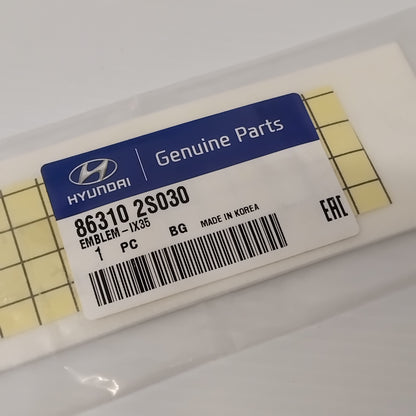 HYUNDAI
Genuine Parts
86310 2S030
EMBLEM-IX35
1 PC BG MADE IN KOREA
EAC